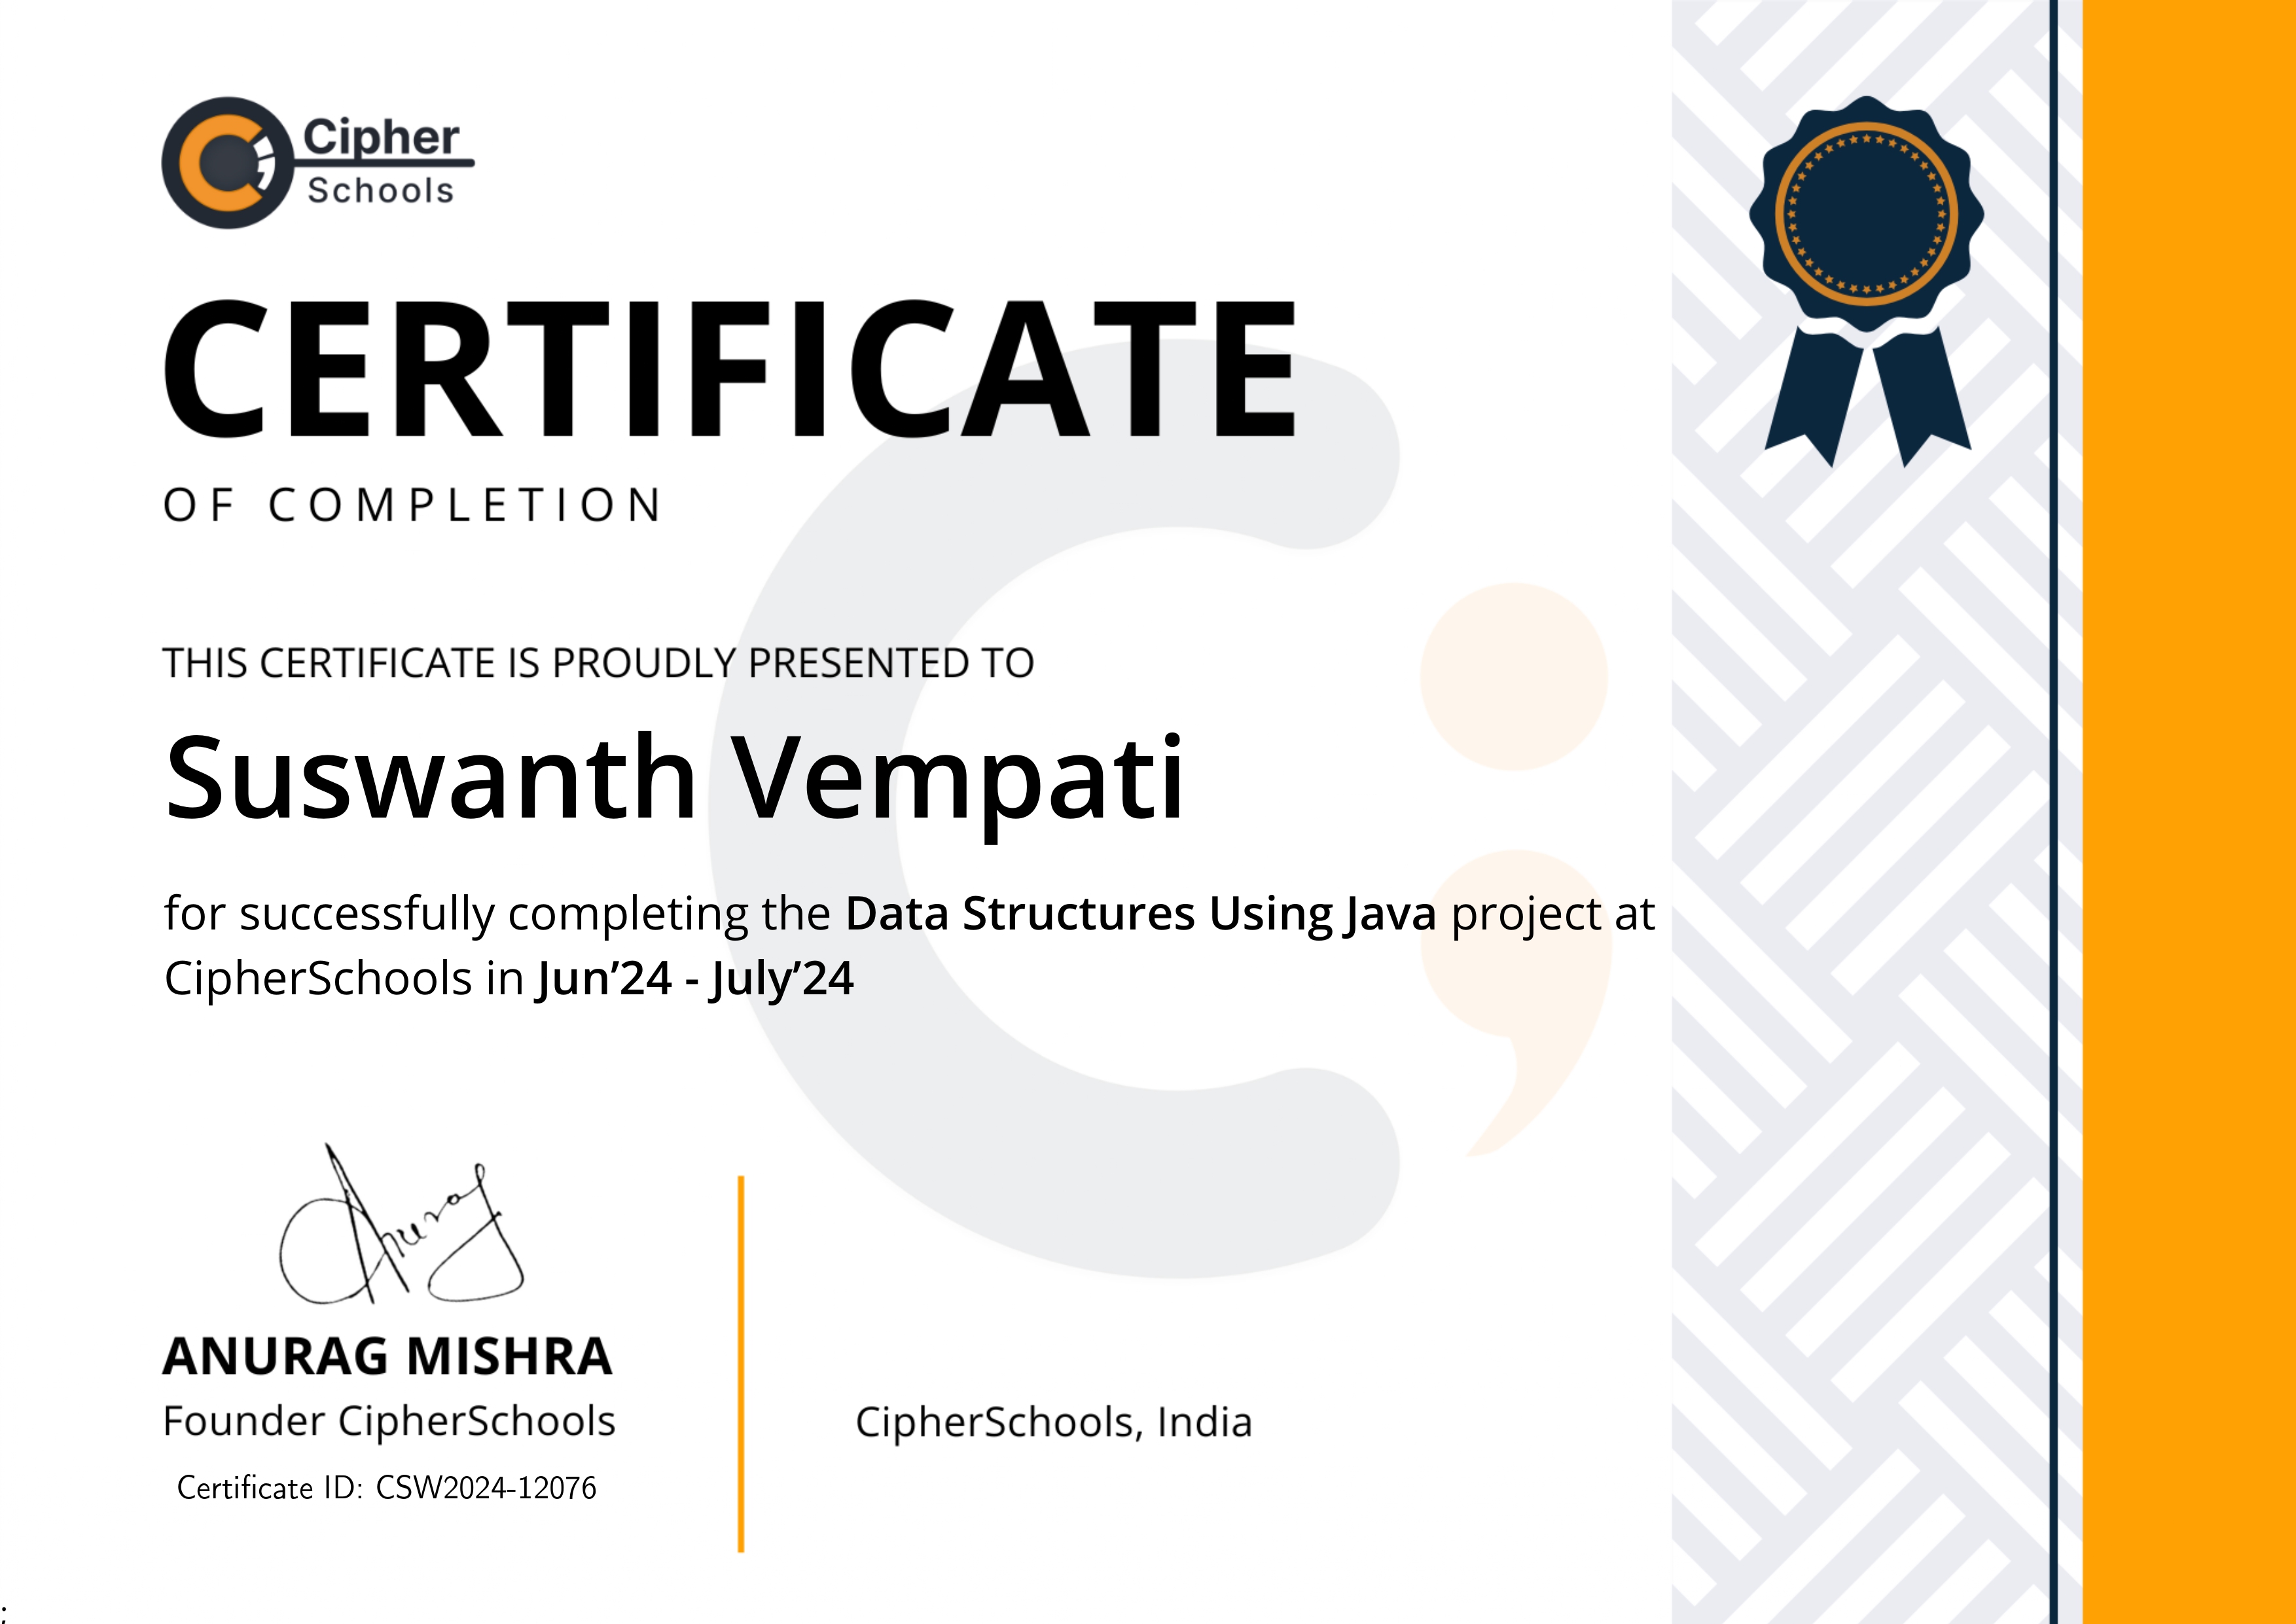 Cipher
Schools
CERTIFICATE
OF COMPLETION
THIS CERTIFICATE IS PROUDLY PRESENTED TO
Suswanth Vempati
for successfully completing the Data Structures Using Java project at
CipherSchools in Jun’24 - July’24
Anurag
ANURAG MISHRA
Founder CipherSchools
CipherSchools, India
Certificate ID: CSW2024-12076
;